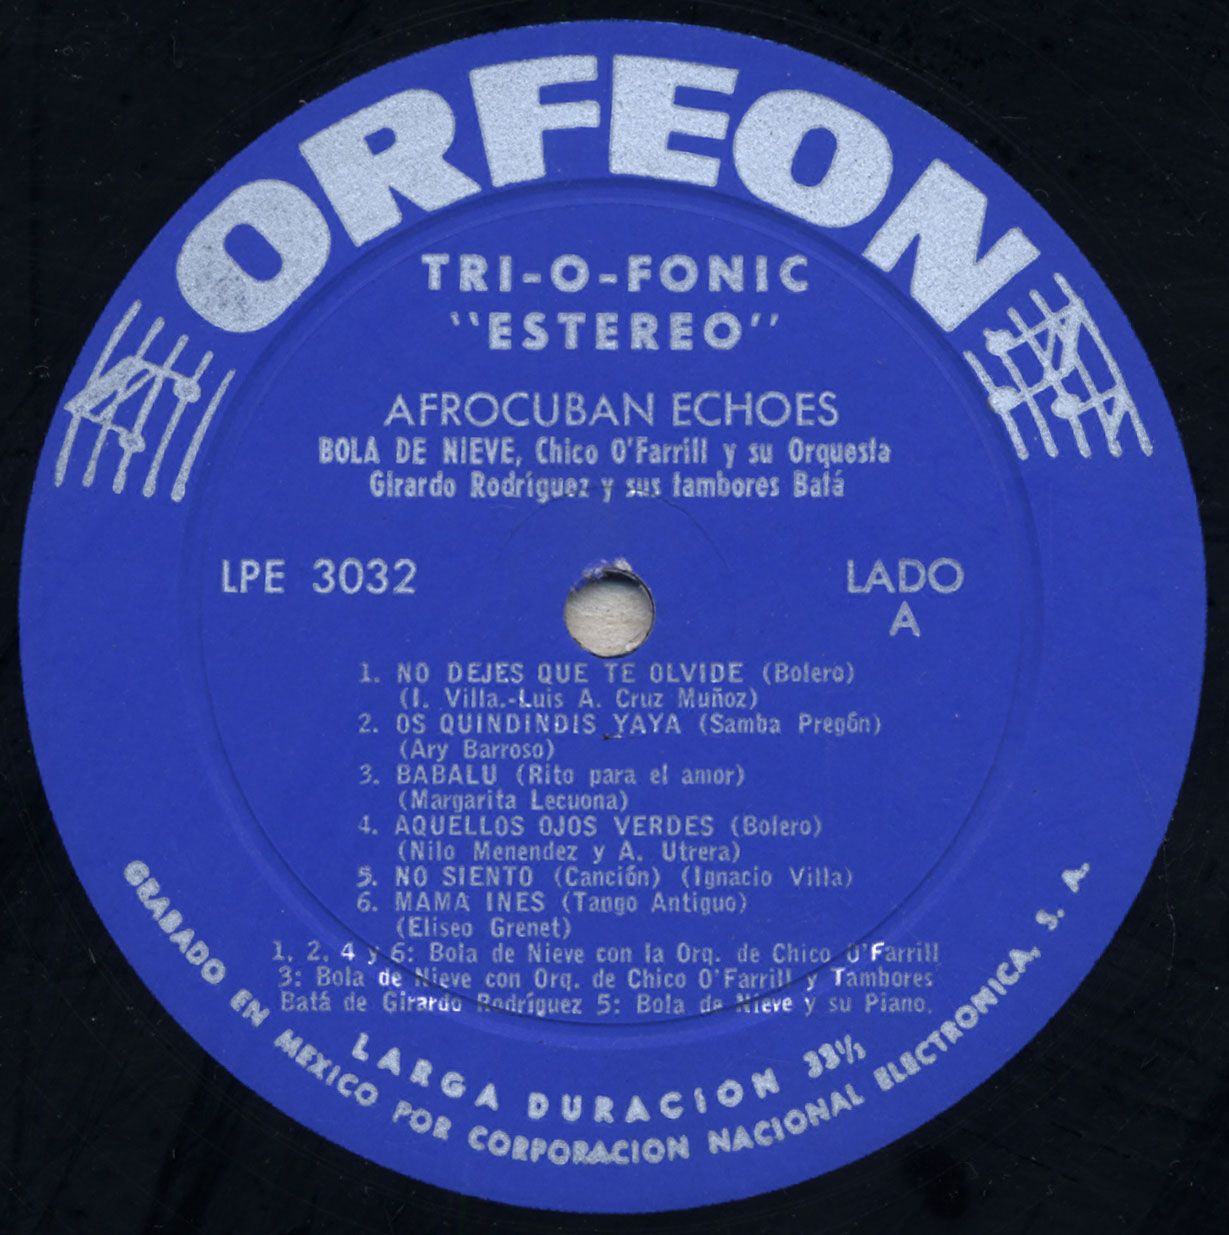 ORFEON
TRI-O-FONIC
"ESTEREO"
AFROCUBAN ECHOES
BOLA DE NIEVE, Chico O'Farrill y su Orquesta
Girardo Rodríguez y sus tambores Batá
LPE 3032
LADO
A
1. NO DEJES QUE TE OLVIDE (Bolero)
(I. Villa.-Luis A. Cruz Muñoz)
2. OS QUINDINDIS YAYA (Samba Pregón)
(Ary Barroso)
3. BABALU (Rito para el amor)
(Margarita Lecuona)
4. AQUELLOS OJOS VERDES (Bolero)
(Nilo Menendez y A. Utrera)
5. NO SIENTO (Canción) (Ignacio Villa)
6. MAMA INES (Tango Antiguo)
(Eliseo Grenet)
1, 2, 4 y 6: Bola de Nieve con la Orq. de Chico O'Farrill
3: Bola de Nieve con Orq. de Chico O'Farrill y Tambores
Batá de Girardo Rodríguez 5: Bola de Nieve y su Piano.
LARGA DURACION 33⅓
GRABADO EN MEXICO POR CORPORACION NACIONAL ELECTRONICA, S. A.